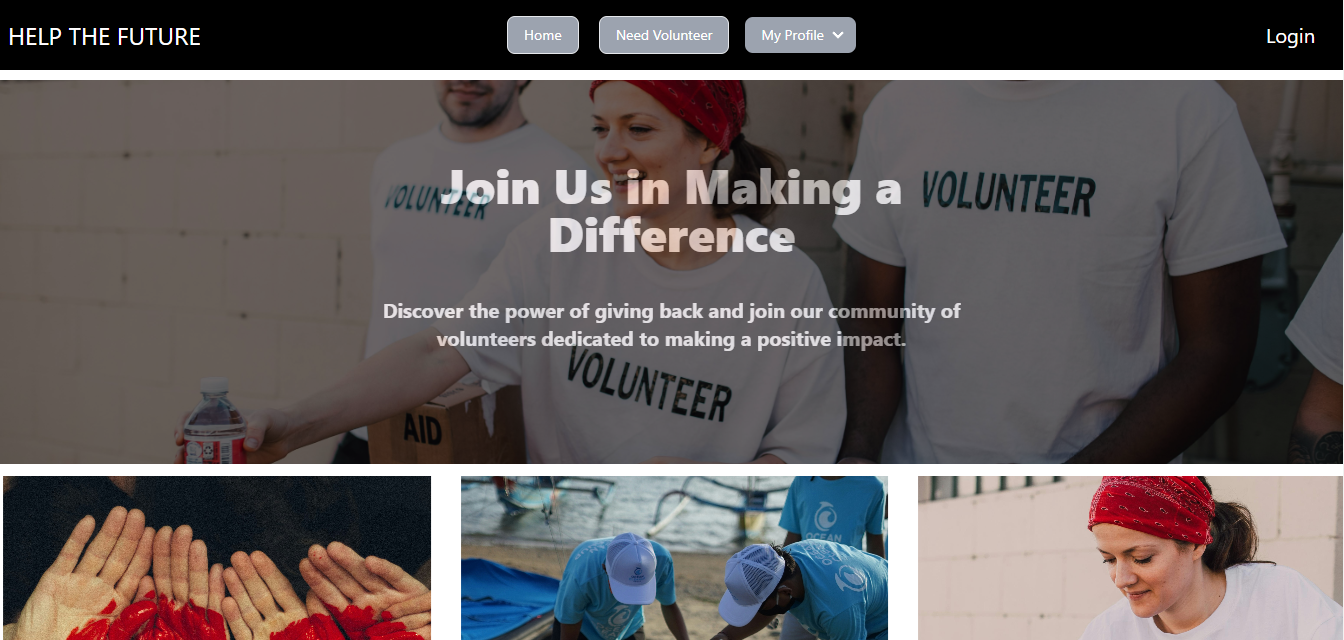 HELP THE FUTURE
Home
Need Volunteer
My Profile
Login
Join Us in Making a
Difference
VOLUNTEER
VOLUNTEER
Discover the power of giving back and join our community of
volunteers dedicated to making a positive impact.
VOLUNTEER
AID
OCEAN